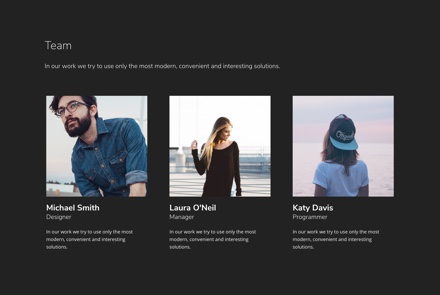 Team
In our work we try to use only the most modern, convenient and interesting solutions.
Michael Smith
Designer
In our work we try to use only the most
modern, convenient and interesting
solutions.
Laura O'Neil
Manager
In our work we try to use only the most
modern, convenient and interesting
solutions.
Katy Davis
Programmer
In our work we try to use only the most
modern, convenient and interesting
solutions.